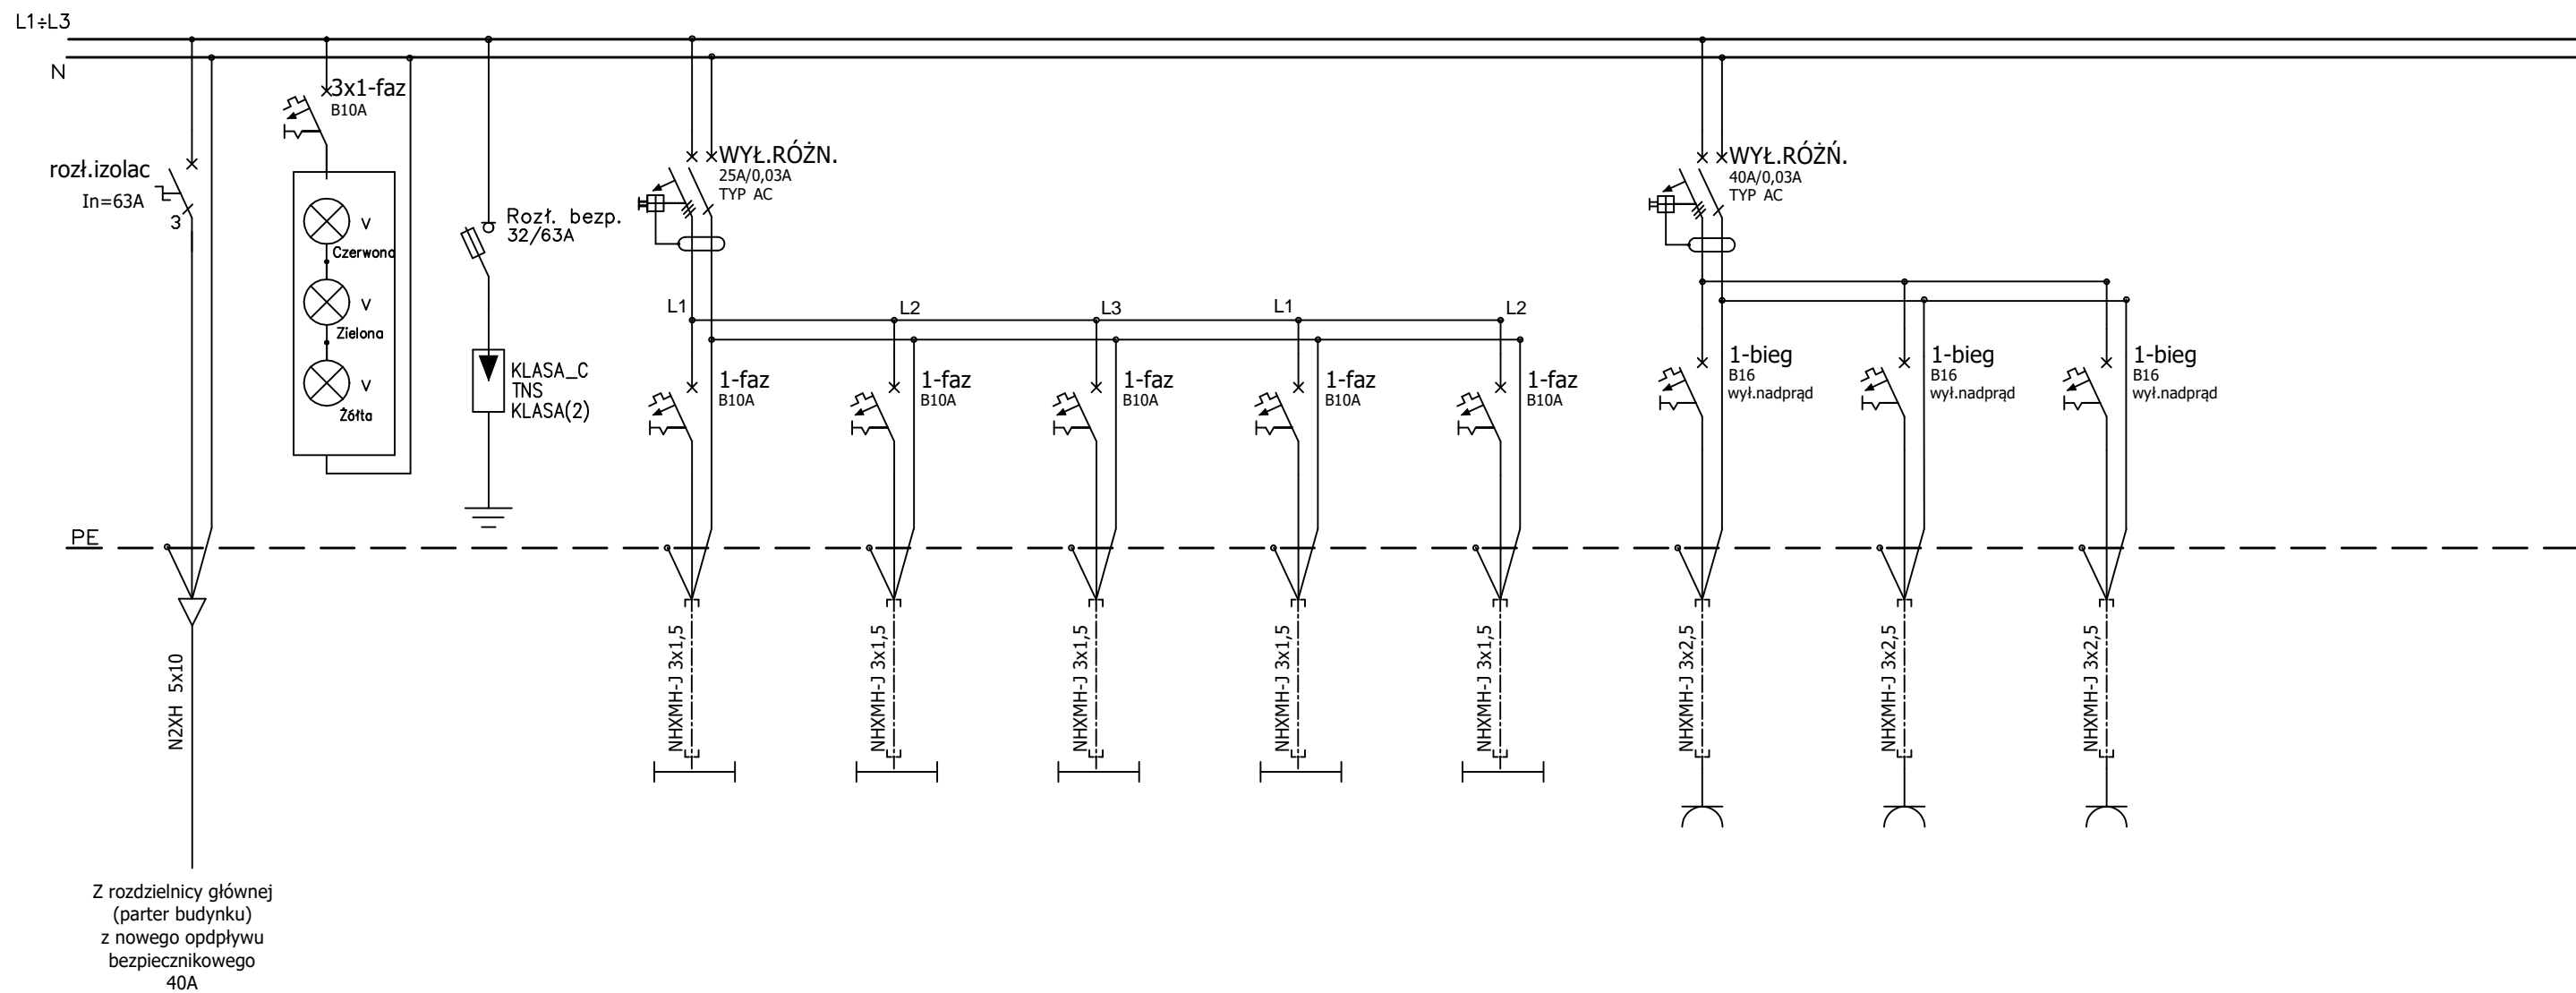 L1÷L3
N
3x1-faz
B10A
rozł.izolac
In=63A
3
V
Czerwona
V
Zielona
V
Żółta
Rozł. bezp.
32/63A
KLASA_C
TNS
KLASA(2)
WYŁ.RÓŻN.
25A/0,03A
TYP AC
WYŁ.RÓŻŃ.
40A/0,03A
TYP AC
L1
L2
L3
L1
L2
1-faz
B10A
1-faz
B10A
1-faz
B10A
1-faz
B10A
1-faz
B10A
1-bieg
B16
wył.nadprąd
1-bieg
B16
wył.nadprąd
1-bieg
B16
wył.nadprąd
PE
N2XH 5x10
NHXMH-J 3x1,5
NHXMH-J 3x1,5
NHXMH-J 3x1,5
NHXMH-J 3x1,5
NHXMH-J 3x1,5
NHXMH-J 3x2,5
NHXMH-J 3x2,5
NHXMH-J 3x2,5
Z rozdzielnicy głównej
(parter budynku)
z nowego opdpływu
bezpiecznikowego
40A